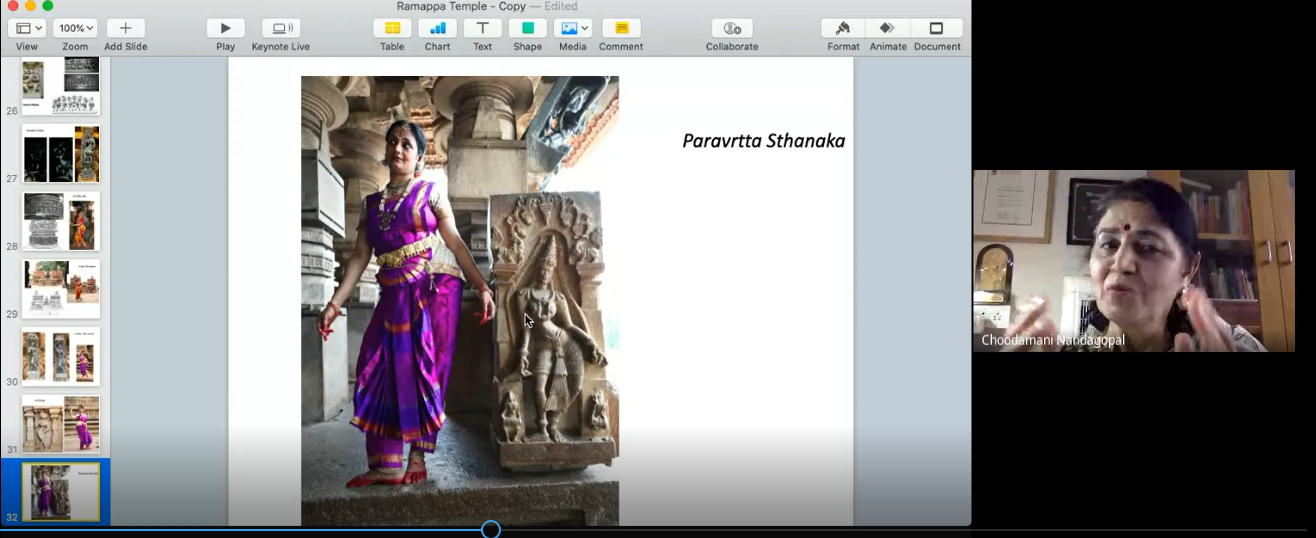 Ramappa Temple - Copy — Edited
100%
View
Zoom
Add Slide
Play
Keynote Live
Table
Chart
Text
Shape
Media
Comment
Collaborate
Format
Animate
Document
26
27
28
29
30
31
32
Paravrtta Sthanaka
Choodamani Nandagopal